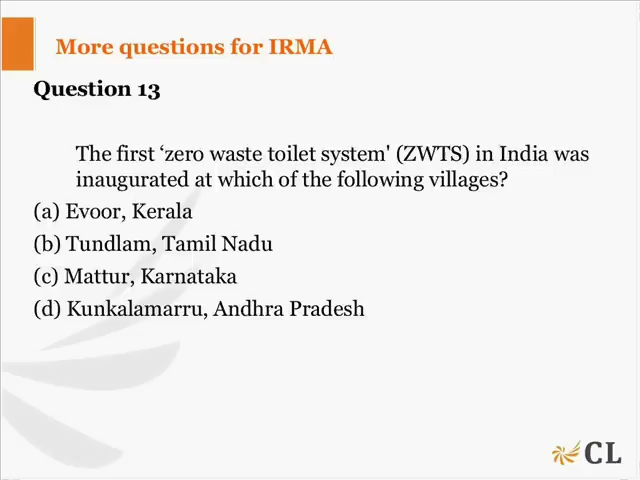 More questions for IRMA
Question 13
The first ‘zero waste toilet system' (ZWTS) in India was
inaugurated at which of the following villages?
(a) Evoor, Kerala
(b) Tundlam, Tamil Nadu
(c) Mattur, Karnataka
(d) Kunkalamarru, Andhra Pradesh
CL